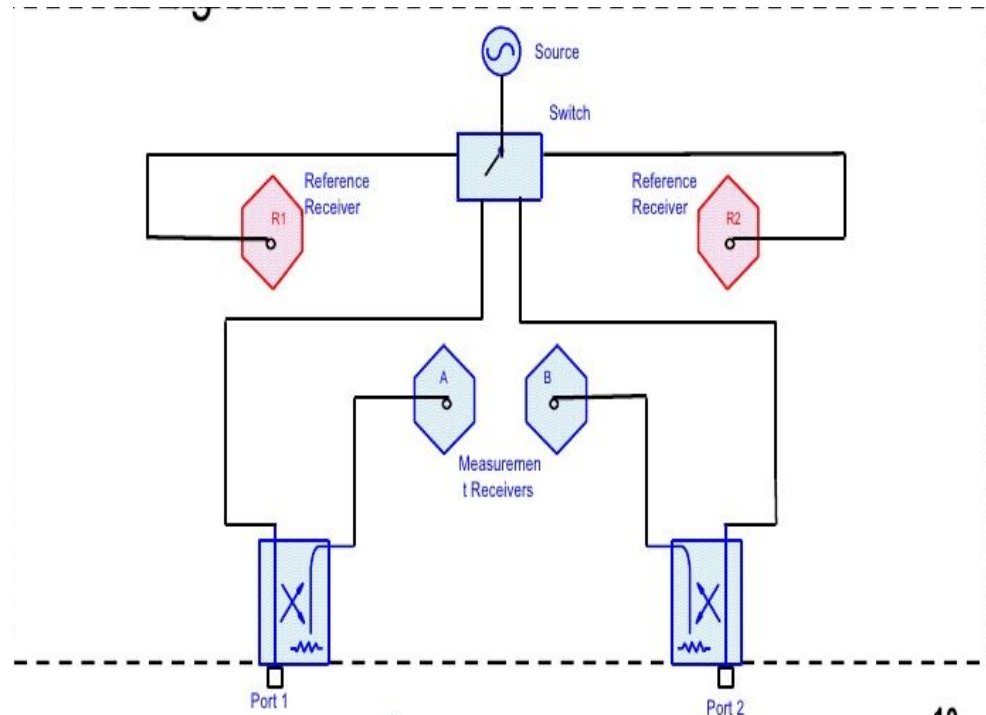 Source
Switch
Reference
Receiver
R1
Reference
Receiver
R2
A
B
Measuremen
t Receivers
Port 1
Port 2